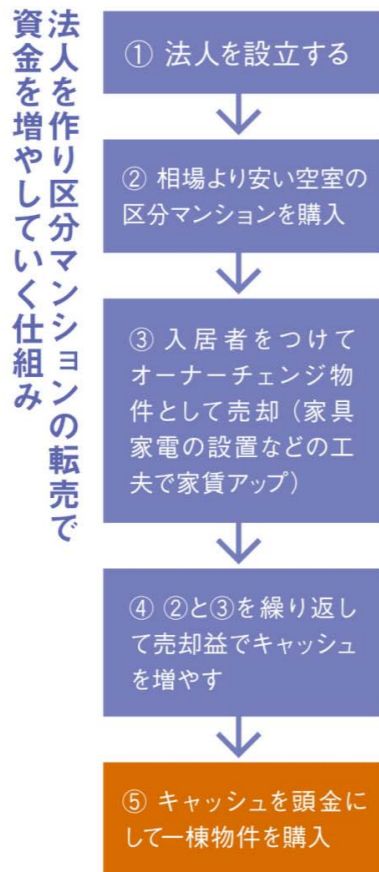 法人を作り区分マンションの転売で
資金を増やしていく仕組み
① 法人を設立する
② 相場より安い空室の
区分マンションを購入
③ 入居者をつけて
オーナーチェンジ物
件として売却（家具
家電の設置などの工
夫で家賃アップ）
④ ②と③を繰り返し
て売却益でキャッシュ
を増やす
⑤ キャッシュを頭金に
して一棟物件を購入